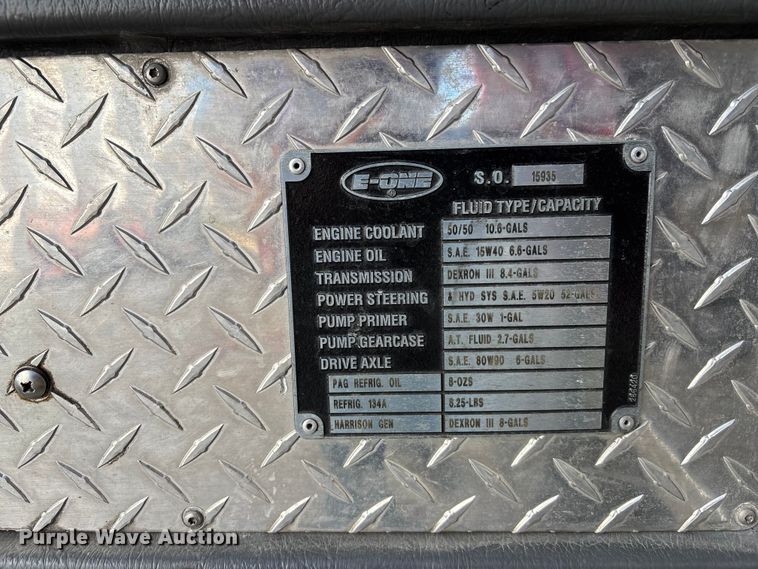 E-ONE
®
S.O. 15935
FLUID TYPE/CAPACITY
ENGINE COOLANT 50/50 10.6-GALS
ENGINE OIL S.A.E. 15W40 6.6-GALS
TRANSMISSION DEXRON III 8.4-GALS
POWER STEERING & HYD SYS S.A.E. 5W20 52-GALS
PUMP PRIMER S.A.E. 30W 1-GAL
PUMP GEARCASE A.T. FLUID 2.7-GALS
DRIVE AXLE S.A.E. 80W90 6-GALS
PAG REFRIG. OIL 8-OZS
REFRIG. 134A 8.25-LBS
HARRISON GEN DEXRON III 8-GALS
Purple Wave Auction